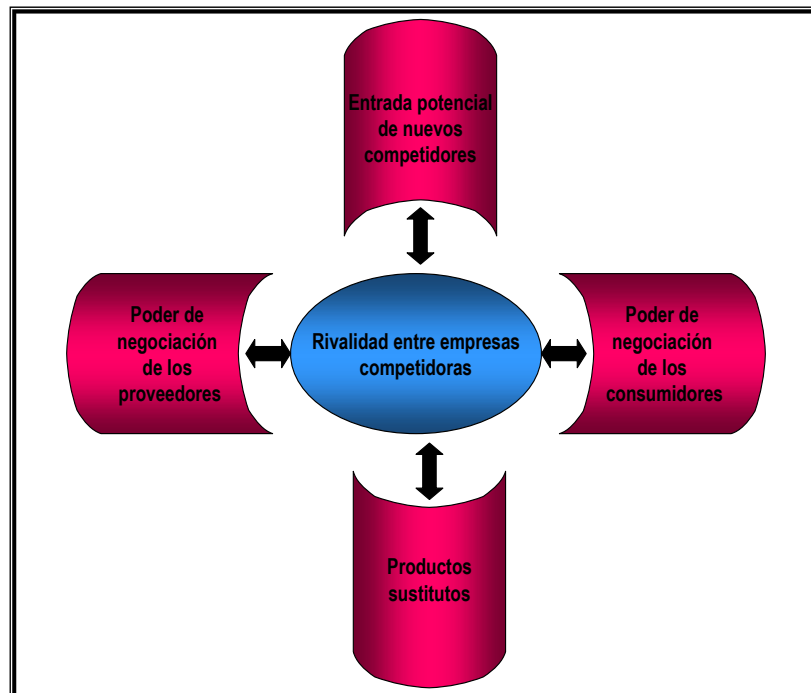 Entrada potencial
de nuevos
competidores
Poder de
negociación
de los
proveedores
Rivalidad entre empresas
competidoras
Poder de
negociación
de los
consumidores
Productos
sustitutos